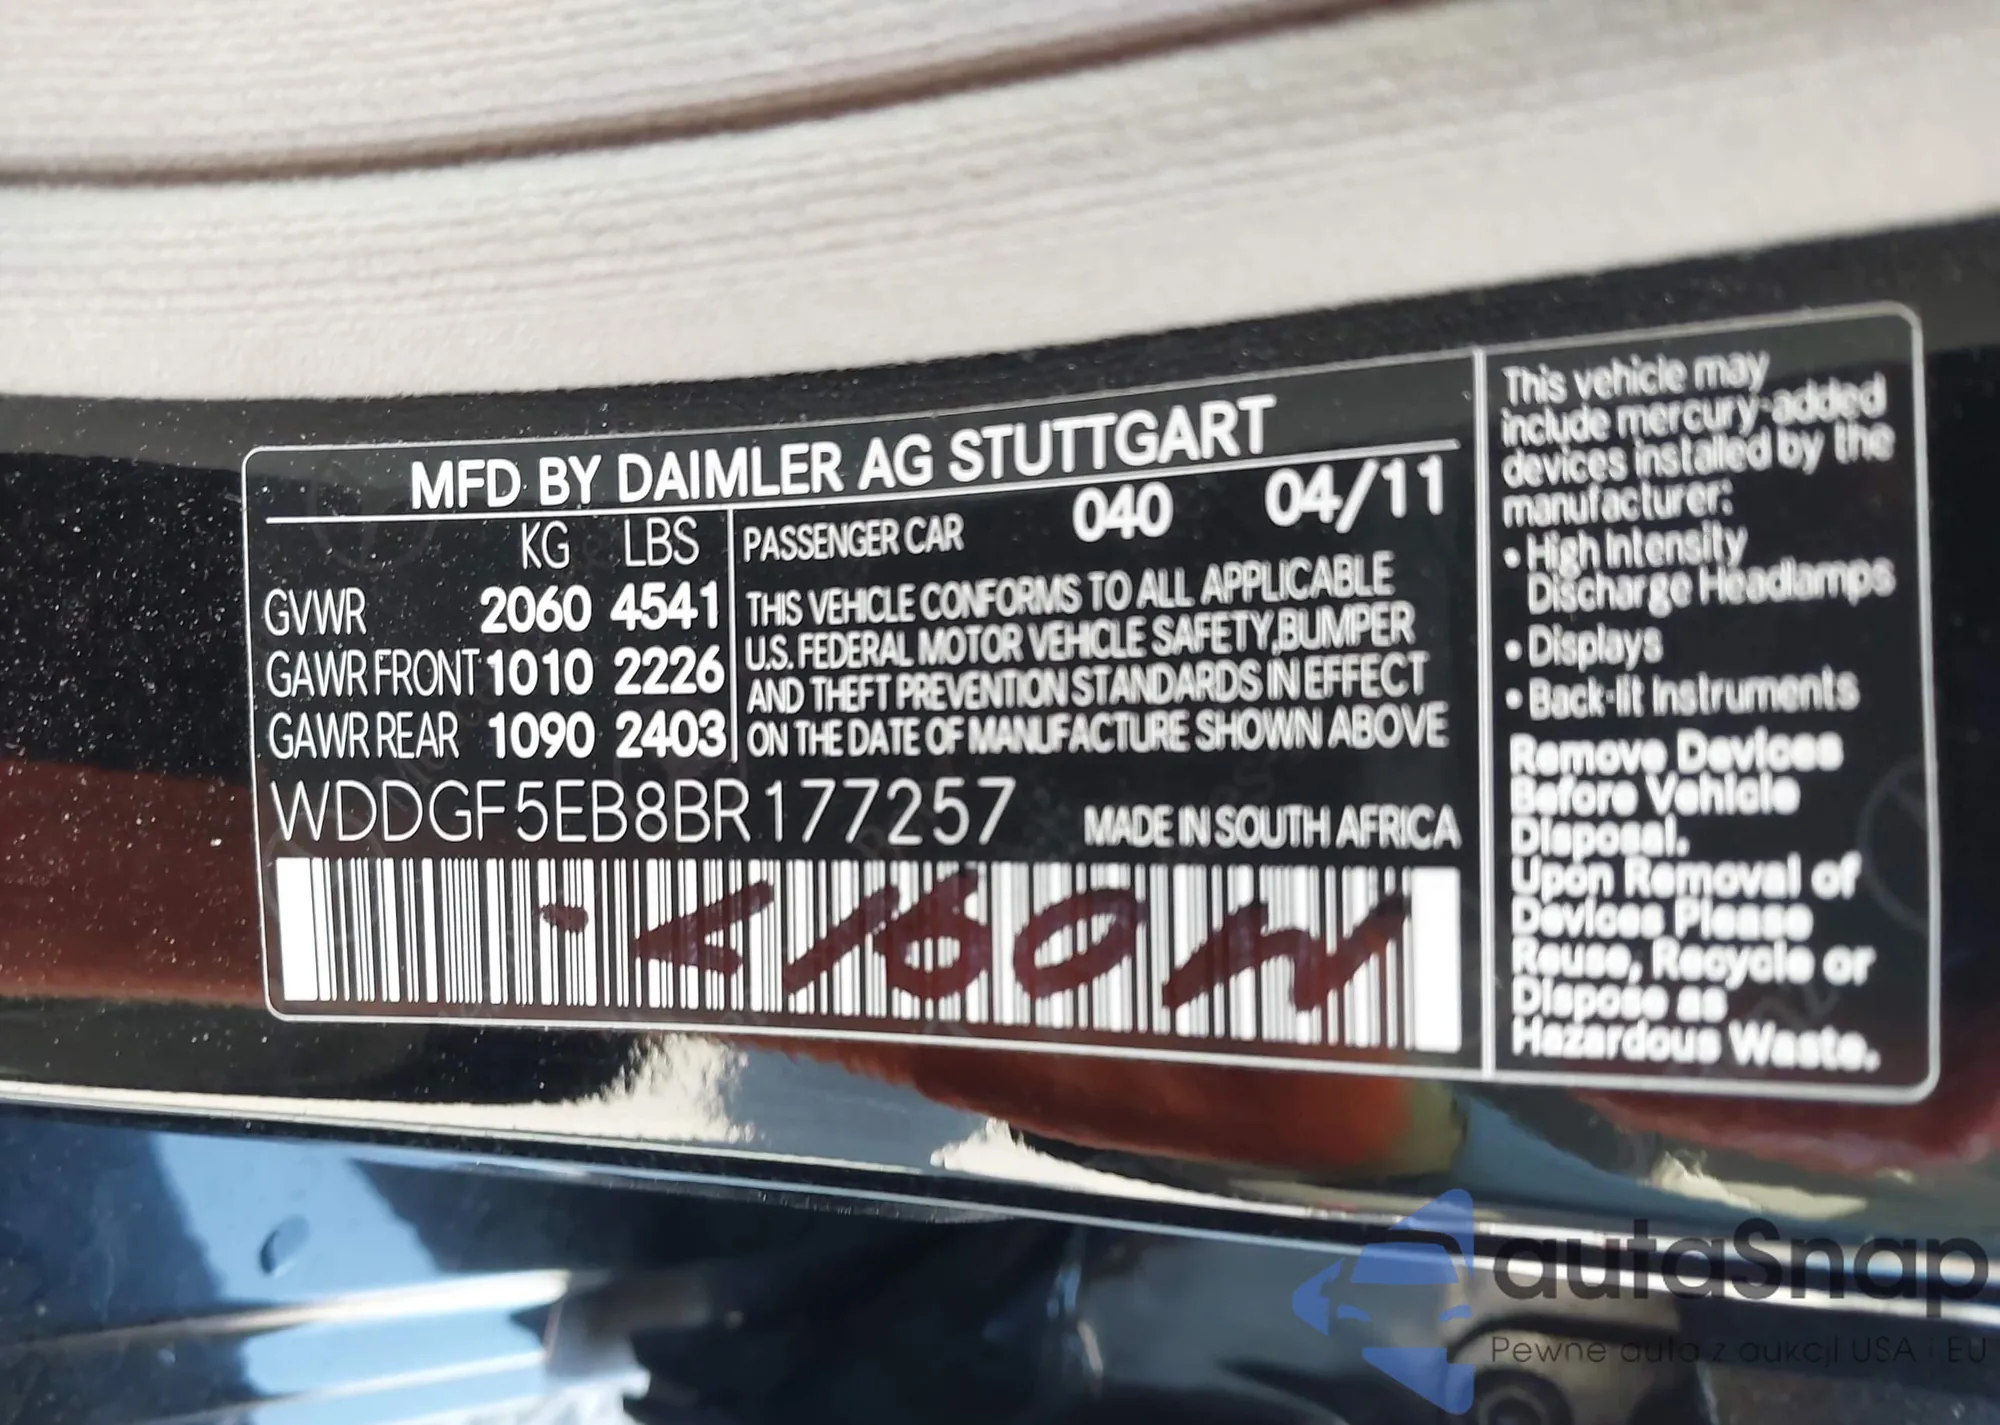 MFD BY DAIMLER AG STUTTGART
KG LBS
GVWR 2060 4541
GAWR FRONT 1010 2226
GAWR REAR 1090 2403
PASSENGER CAR 040 04/11
THIS VEHICLE CONFORMS TO ALL APPLICABLE
U.S. FEDERAL MOTOR VEHICLE SAFETY,BUMPER
AND THEFT PREVENTION STANDARDS IN EFFECT
ON THE DATE OF MANUFACTURE SHOWN ABOVE
WDDGF5EB8BR177257 MADE IN SOUTH AFRICA
This vehicle may
include mercury-added
devices installed by the
manufacturer:
• High Intensity
Discharge Headlamps
• Displays
• Back-lit Instruments
Remove Devices
Before Vehicle
Disposal.
Upon Removal of
Devices Please
Reuse, Recycle or
Dispose as
Hazardous Waste.
autaSnap
Pewne auta z aukcji USA i EU